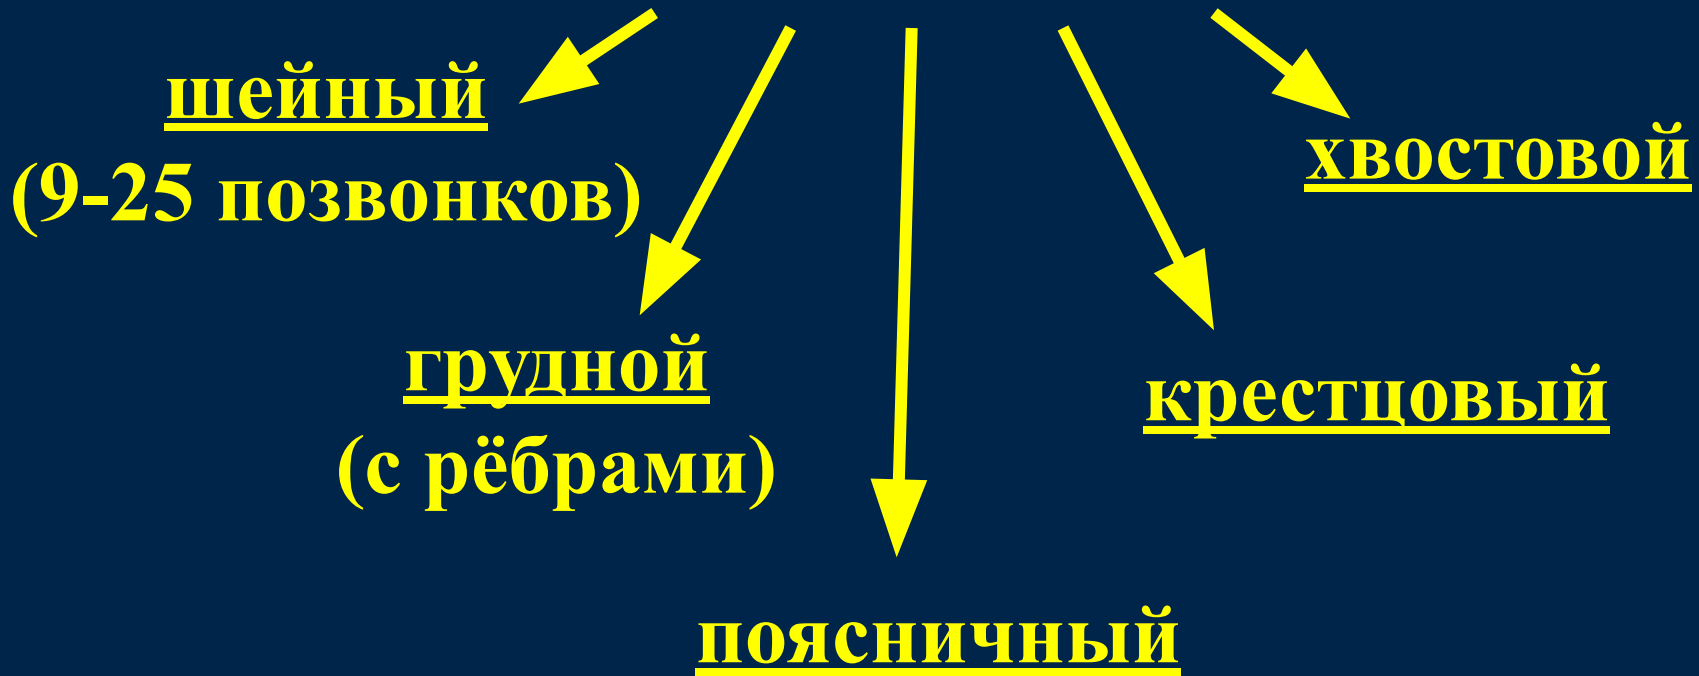 шейный
(9-25 позвонков)
грудной
(с рёбрами)
поясничный
крестцовый
хвостовой